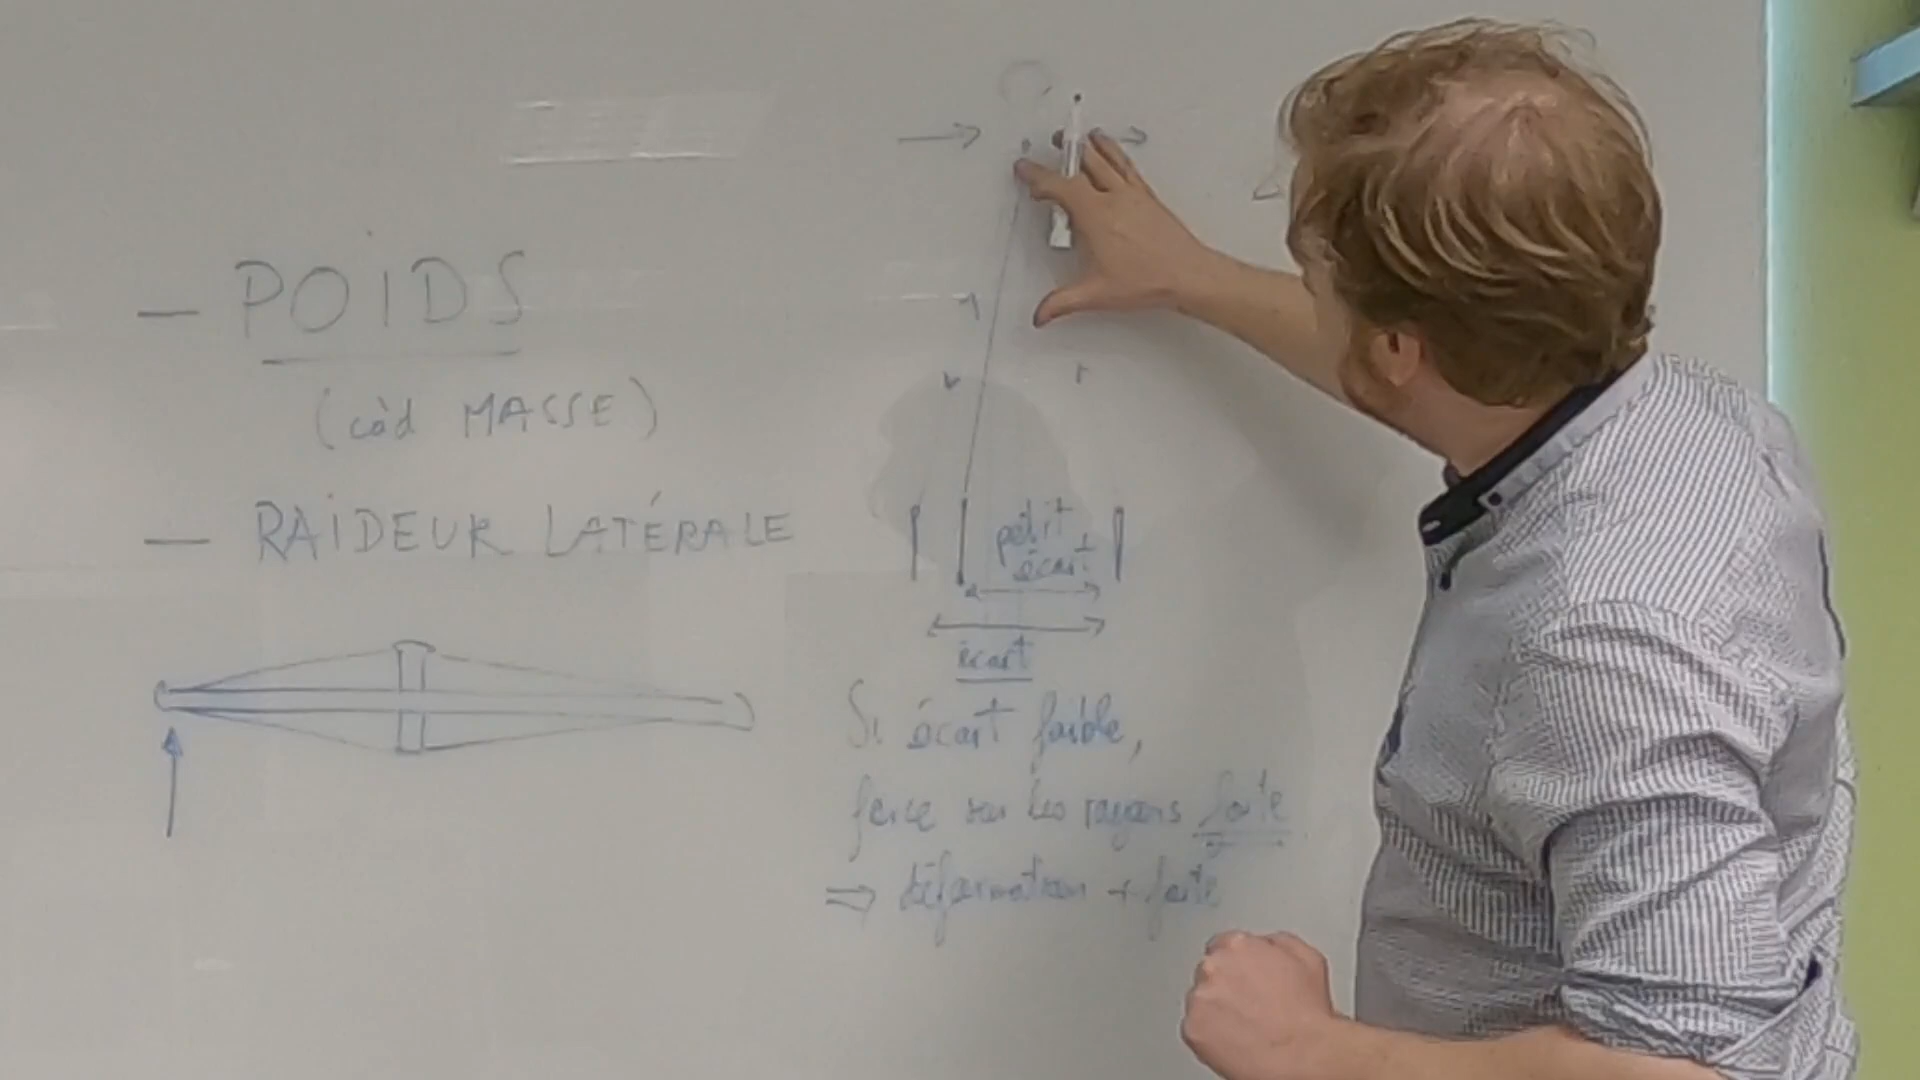 — POIDS
(càd MASSE)
— RAIDEUR LATÉRALE
petit
écart
écart
Si écart faible,
force sur les rayons forte
⇒ déformation + forte